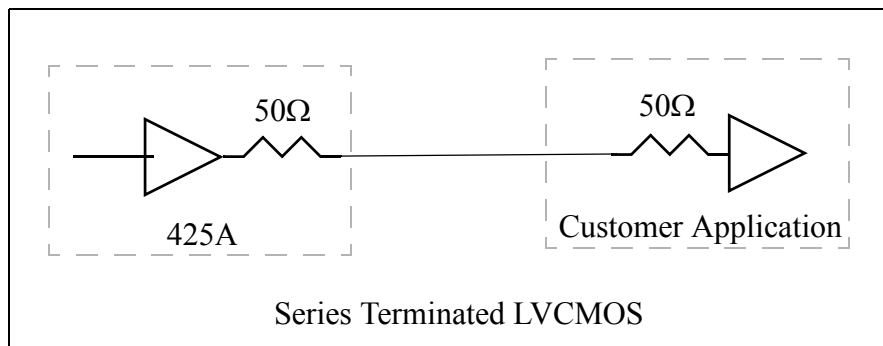 50Ω
50Ω
425A
Customer Application
Series Terminated LVCMOS